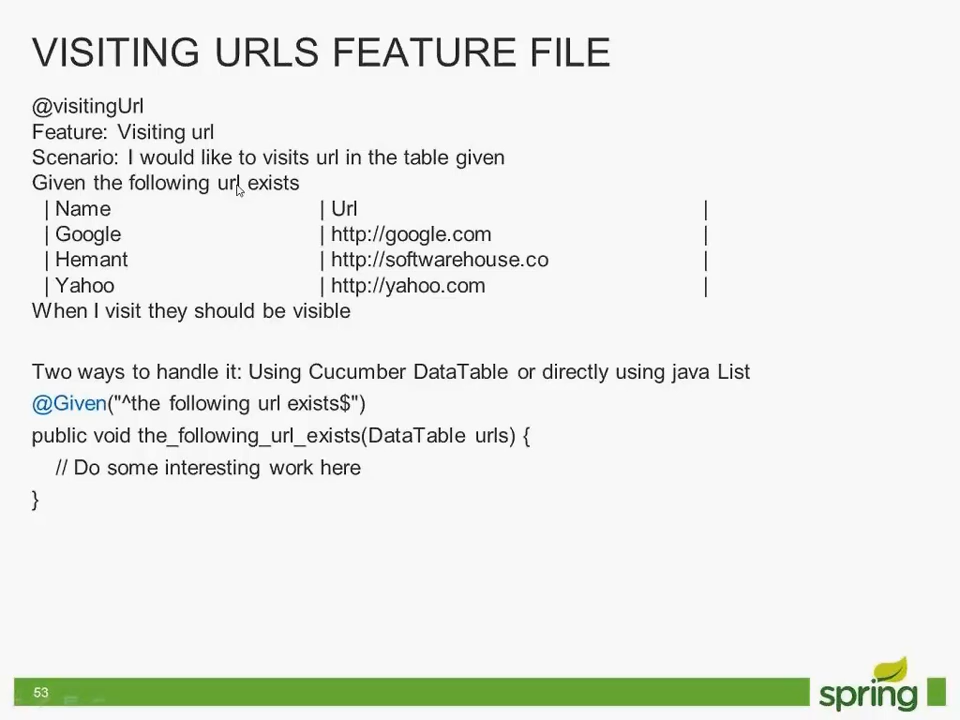 VISITING URLS FEATURE FILE
@visitingUrl
Feature: Visiting url
Scenario: I would like to visits url in the table given
Given the following url exists
| Name | Url |
| Google | http://google.com |
| Hemant | http://softwarehouse.co |
| Yahoo | http://yahoo.com |
When I visit they should be visible
Two ways to handle it: Using Cucumber DataTable or directly using java List
@Given("^the following url exists$")
public void the_following_url_exists(DataTable urls) {
// Do some interesting work here
}
53
spring